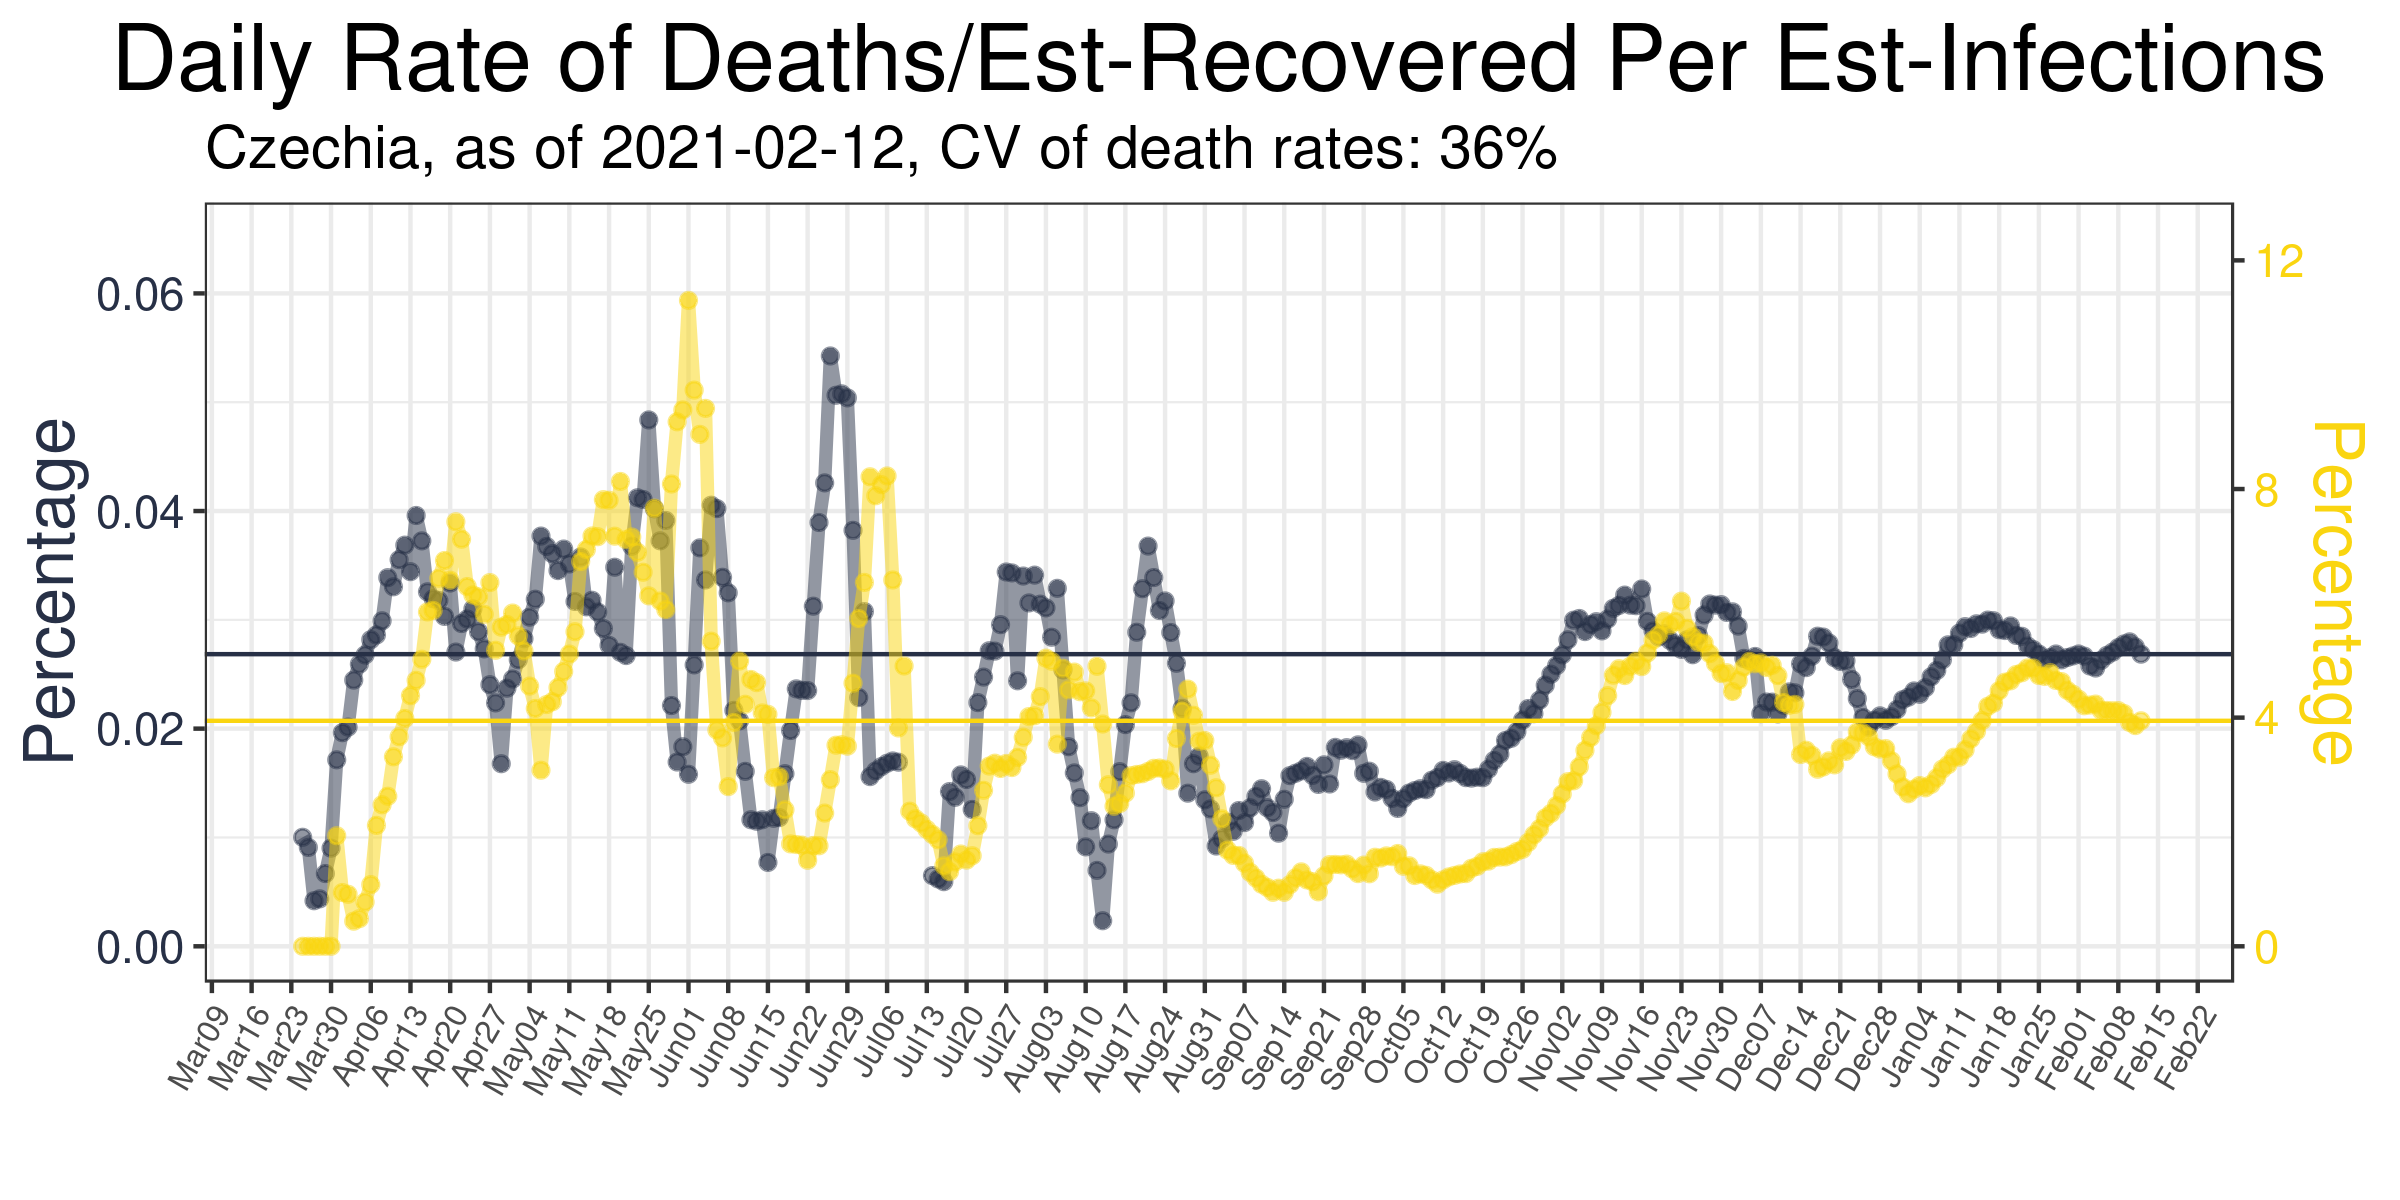 Daily Rate of Deaths/Est-Recovered Per Est-Infections
Czechia, as of 2021-02-12, CV of death rates: 36%
Percentage
0.06
0.04
0.02
0.00
12
8
4
0
Percentage
Mar09
Mar16
Mar23
Mar30
Apr06
Apr13
Apr20
Apr27
May04
May11
May18
May25
Jun01
Jun08
Jun15
Jun22
Jun29
Jul06
Jul13
Jul20
Jul27
Aug03
Aug10
Aug17
Aug24
Aug31
Sep07
Sep14
Sep21
Sep28
Oct05
Oct12
Oct19
Oct26
Nov02
Nov09
Nov16
Nov23
Nov30
Dec07
Dec14
Dec21
Dec28
Jan04
Jan11
Jan18
Jan25
Feb01
Feb08
Feb15
Feb22